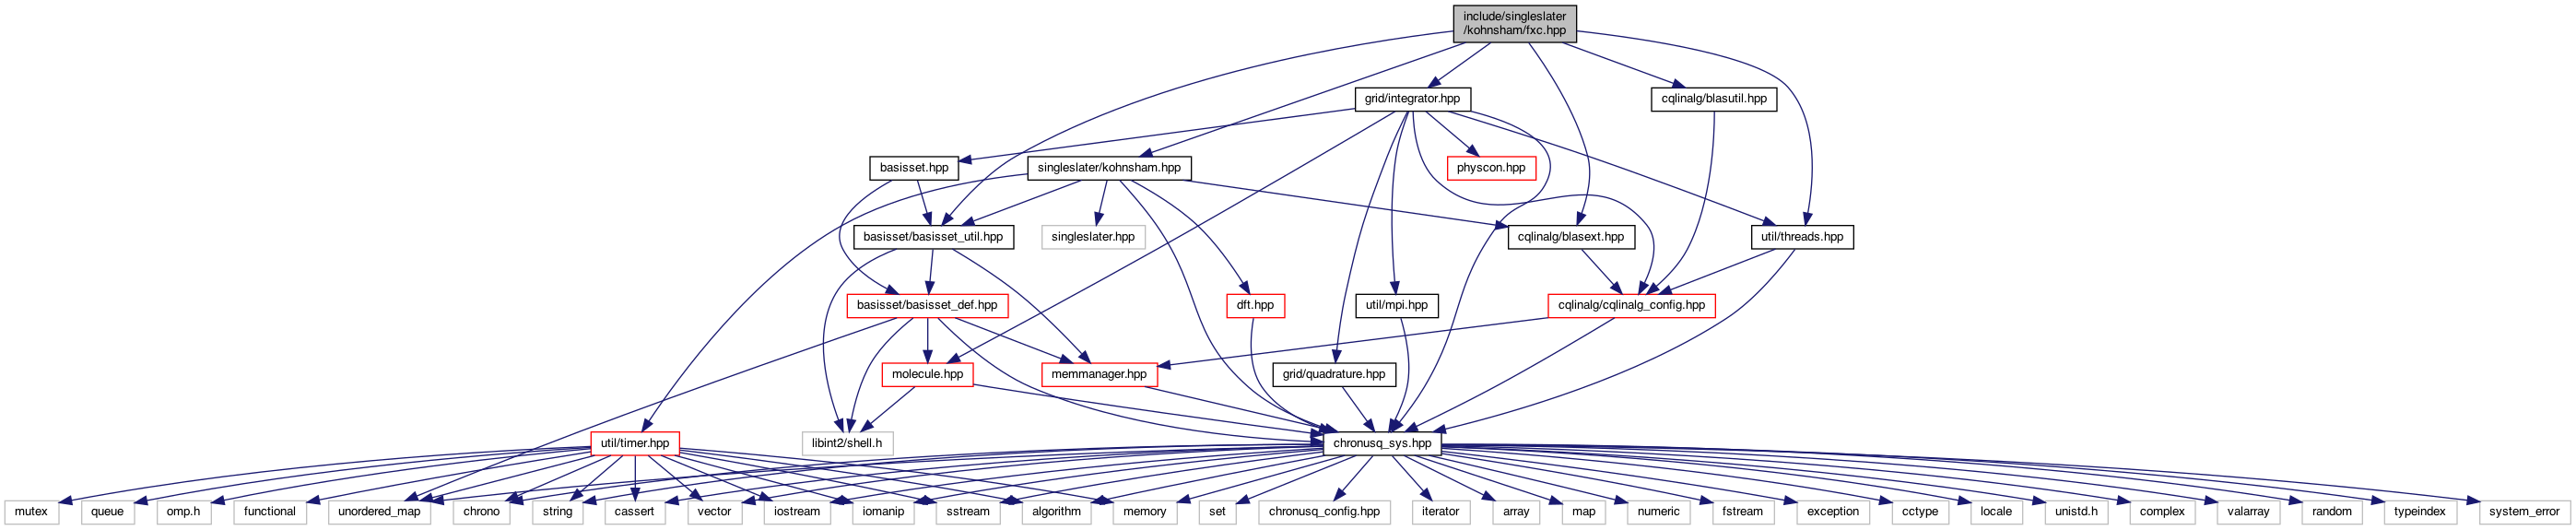 include/singleslater
/kohnsham/fxc.hpp
grid/integrator.hpp
cqlinalg/blasutil.hpp
basisset.hpp
singleslater/kohnsham.hpp
physcon.hpp
basisset/basisset_util.hpp
singleslater.hpp
cqlinalg/blasext.hpp
util/threads.hpp
basisset/basisset_def.hpp
dft.hpp
util/mpi.hpp
cqlinalg/cqlinalg_config.hpp
molecule.hpp
memmanager.hpp
grid/quadrature.hpp
util/timer.hpp
libint2/shell.h
chronusq_sys.hpp
mutex
queue
omp.h
functional
unordered_map
chrono
string
cassert
vector
iostream
iomanip
sstream
algorithm
memory
set
chronusq_config.hpp
iterator
array
map
numeric
fstream
exception
cctype
locale
unistd.h
complex
valarray
random
typeindex
system_error